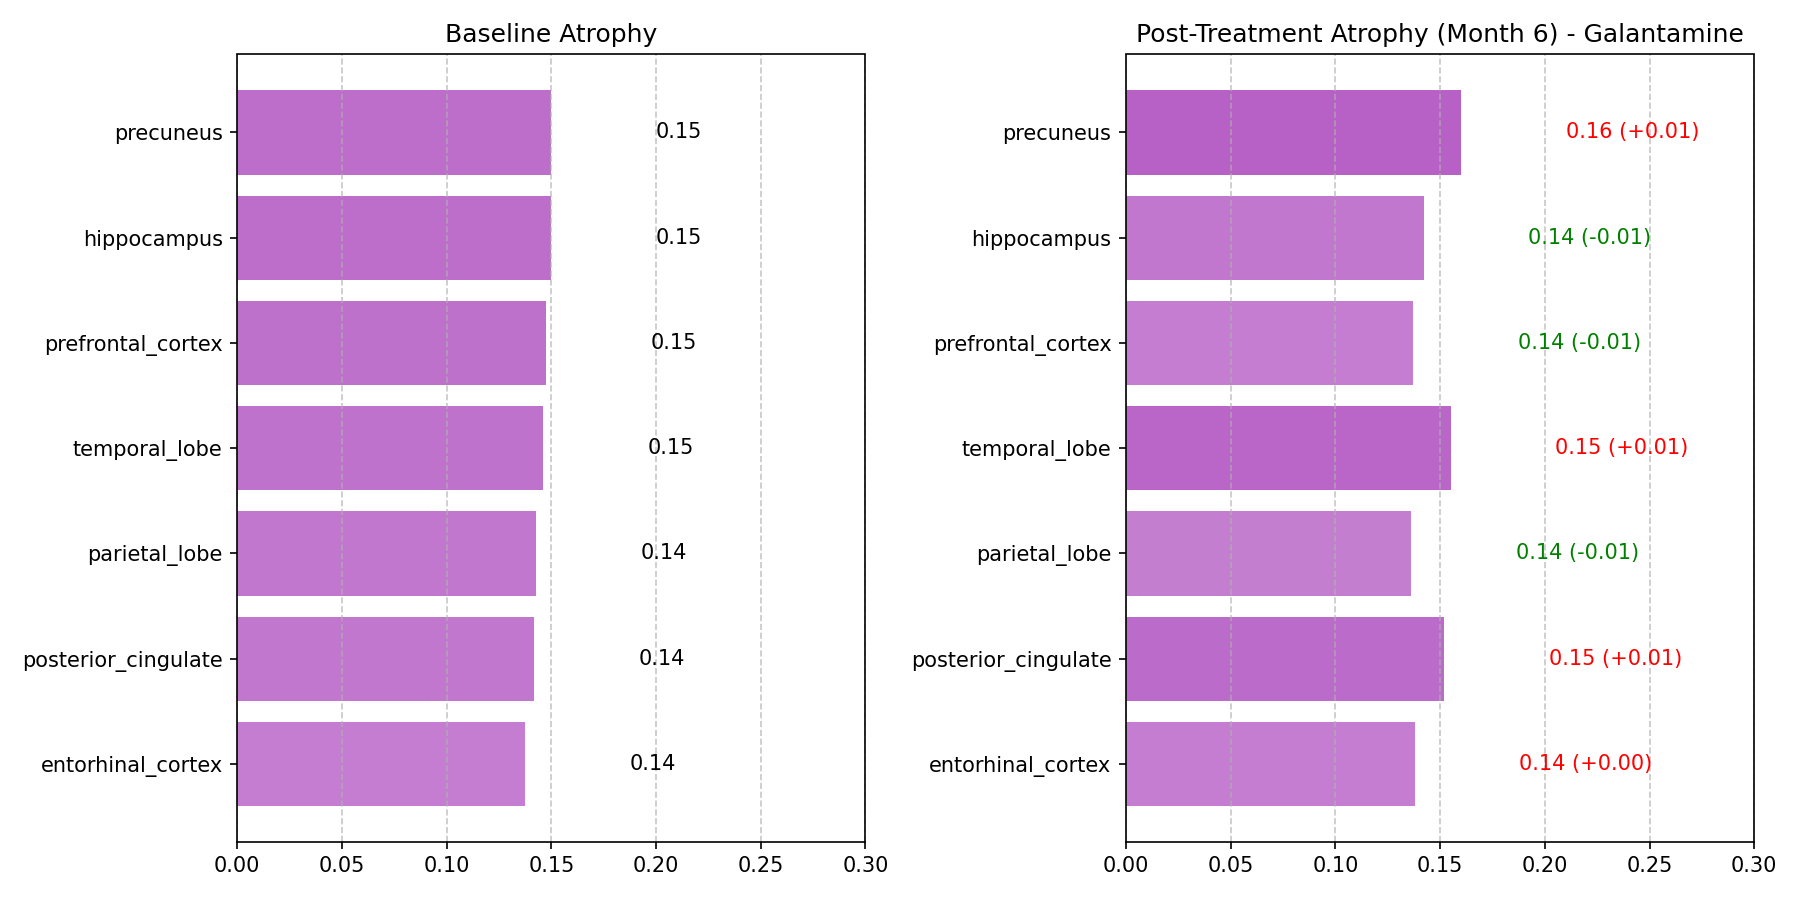 Baseline Atrophy
precuneus 0.15
hippocampus 0.15
prefrontal_cortex 0.15
temporal_lobe 0.15
parietal_lobe 0.14
posterior_cingulate 0.14
entorhinal_cortex 0.14
0.00 0.05 0.10 0.15 0.20 0.25 0.30
Post-Treatment Atrophy (Month 6) - Galantamine
precuneus 0.16 (+0.01)
hippocampus 0.14 (-0.01)
prefrontal_cortex 0.14 (-0.01)
temporal_lobe 0.15 (+0.01)
parietal_lobe 0.14 (-0.01)
posterior_cingulate 0.15 (+0.01)
entorhinal_cortex 0.14 (+0.00)
0.00 0.05 0.10 0.15 0.20 0.25 0.30